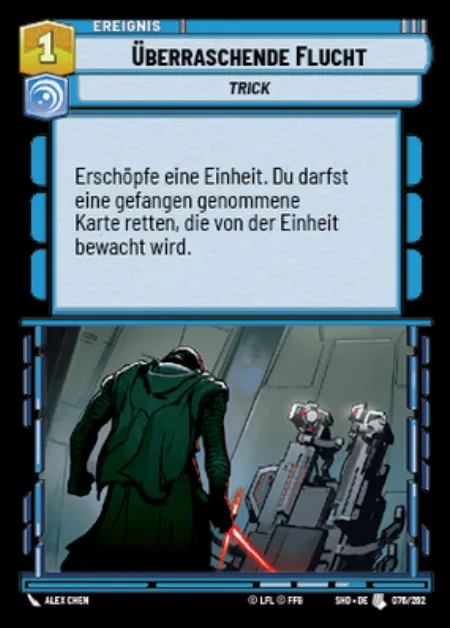 EREIGNIS
1
ÜBERRASCHENDE FLUCHT
TRICK
Erschöpfe eine Einheit. Du darfst
eine gefangen genommene
Karte retten, die von der Einheit
bewacht wird.
ALEX CHEN
© LFL © FFG
SHD • DE
076/262